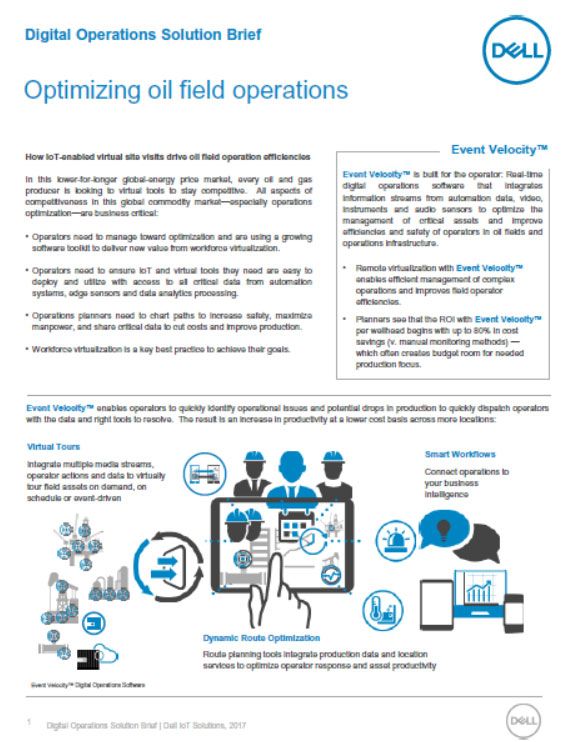 Digital Operations Solution Brief
DELL
Optimizing oil field operations
How IoT-enabled virtual site visits drive oil field operation efficiencies
In this lower-for-longer global-energy price market, every oil and gas
producer is looking to virtual tools to stay competitive. All aspects of
competitiveness in this global commodity market—especially operations
optimization—are business critical:
• Operators need to manage toward optimization and are using a growing
software toolkit to deliver new value from workforce virtualization.
• Operators need to ensure IoT and virtual tools they need are easy to
deploy and utilize with access to all critical data from automation
systems, edge sensors and data analytics processing.
• Operations planners need to chart paths to increase safety, maximize
manpower, and share critical data to cut costs and improve production.
• Workforce virtualization is a key best practice to achieve their goals.
Event Velocity™
Event Velocity™ is built for the operator: Real-time
digital operations software that integrates
information streams from automation data, video,
instruments and audio sensors to optimize the
management of critical assets and improve
efficiencies and safety of operators in oil fields and
operations infrastructure.
• Remote virtualization with Event Velocity™
enables efficient management of complex
operations and improves field operator
efficiencies.
• Planners see that the ROI with Event Velocity™
per wellhead begins with up to 80% in cost
savings (v. manual monitoring methods) —
which often creates budget room for needed
production focus.
Event Velocity™ enables operators to quickly identify operational issues and potential drops in production to quickly dispatch operators
with the data and right tools to resolve. The result is an increase in productivity at a lower cost basis across more locations:
Virtual Tours
Integrate multiple media streams,
operator actions and data to virtually
tour field assets on demand, on
schedule or event-driven
Smart Workflows
Connect operations to
your business
intelligence
Dynamic Route Optimization
Route planning tools integrate production data and location
services to optimize operator response and asset productivity
Event Velocity™ Digital Operations Software
1 Digital Operations Solution Brief | Dell IoT Solutions, 2017
DELL